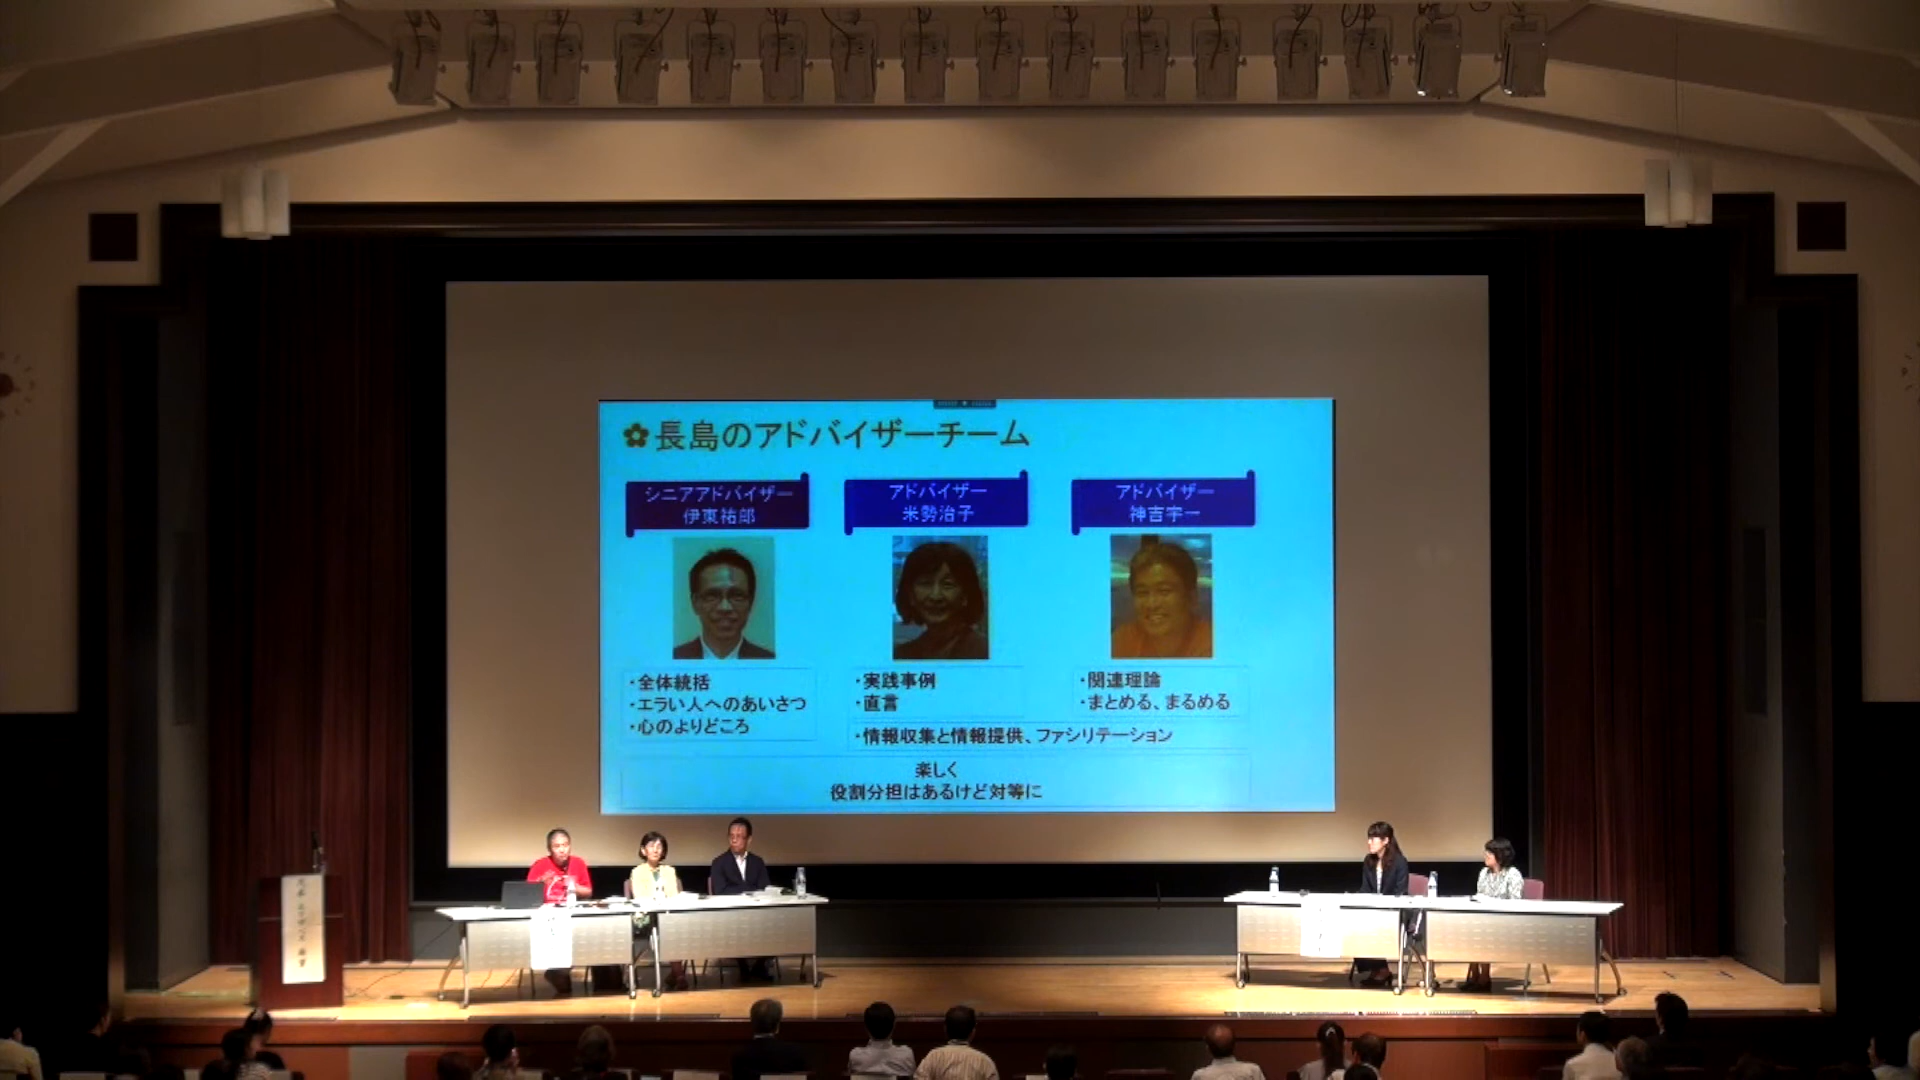 ✿長島のアドバイザーチーム
シニアアドバイザー
伊東祐郎
アドバイザー
米勢治子
アドバイザー
神吉宇一
・全体統括
・エラい人へのあいさつ
・心のよりどころ
・実践事例
・直言
・関連理論
・まとめる、まるめる
・情報収集と情報提供、ファシリテーション
楽しく
役割分担はあるけど対等に